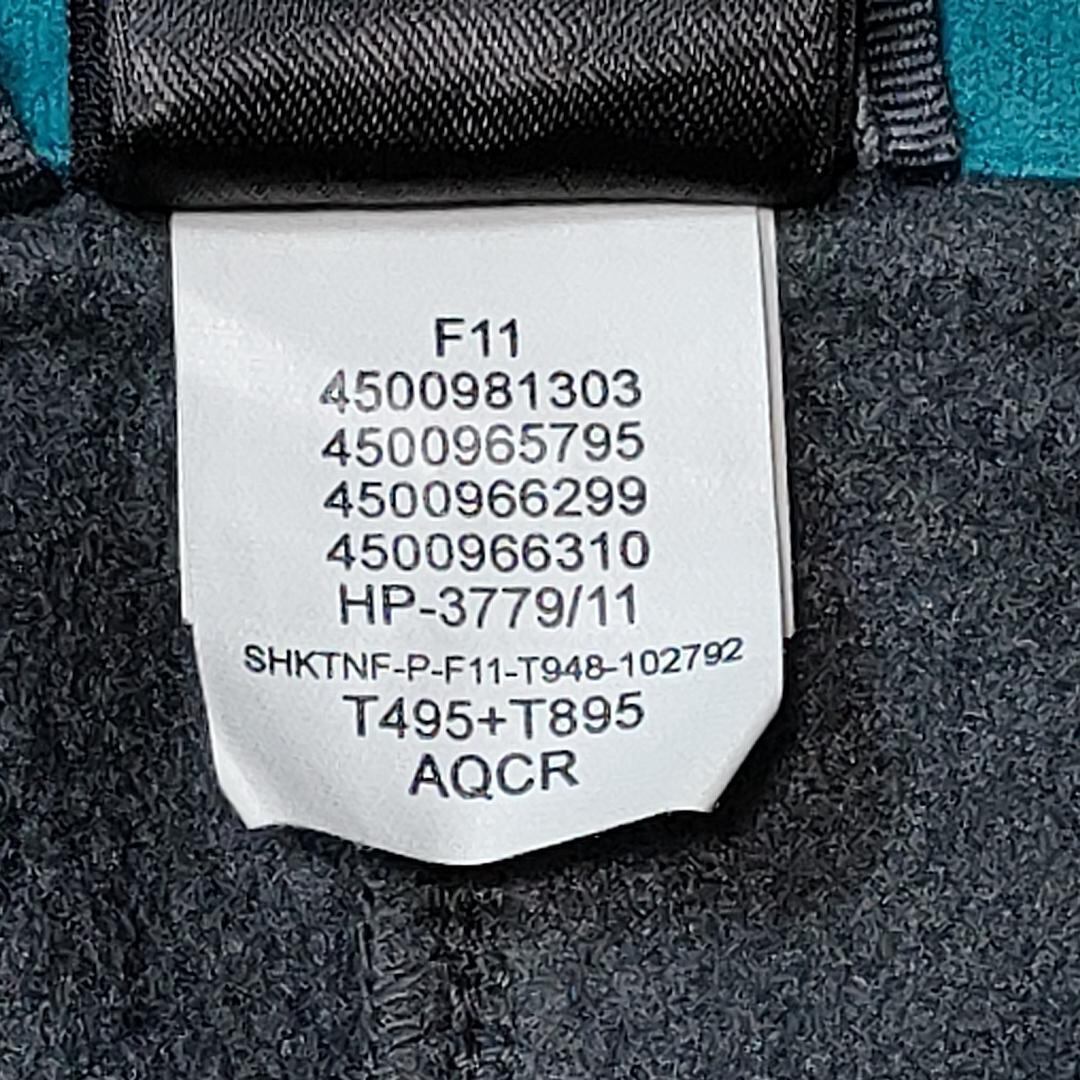 F11
4500981303
4500965795
4500966299
4500966310
HP-3779/11
SHKTNF-P-F11-T948-102792
T495+T895
AQCR